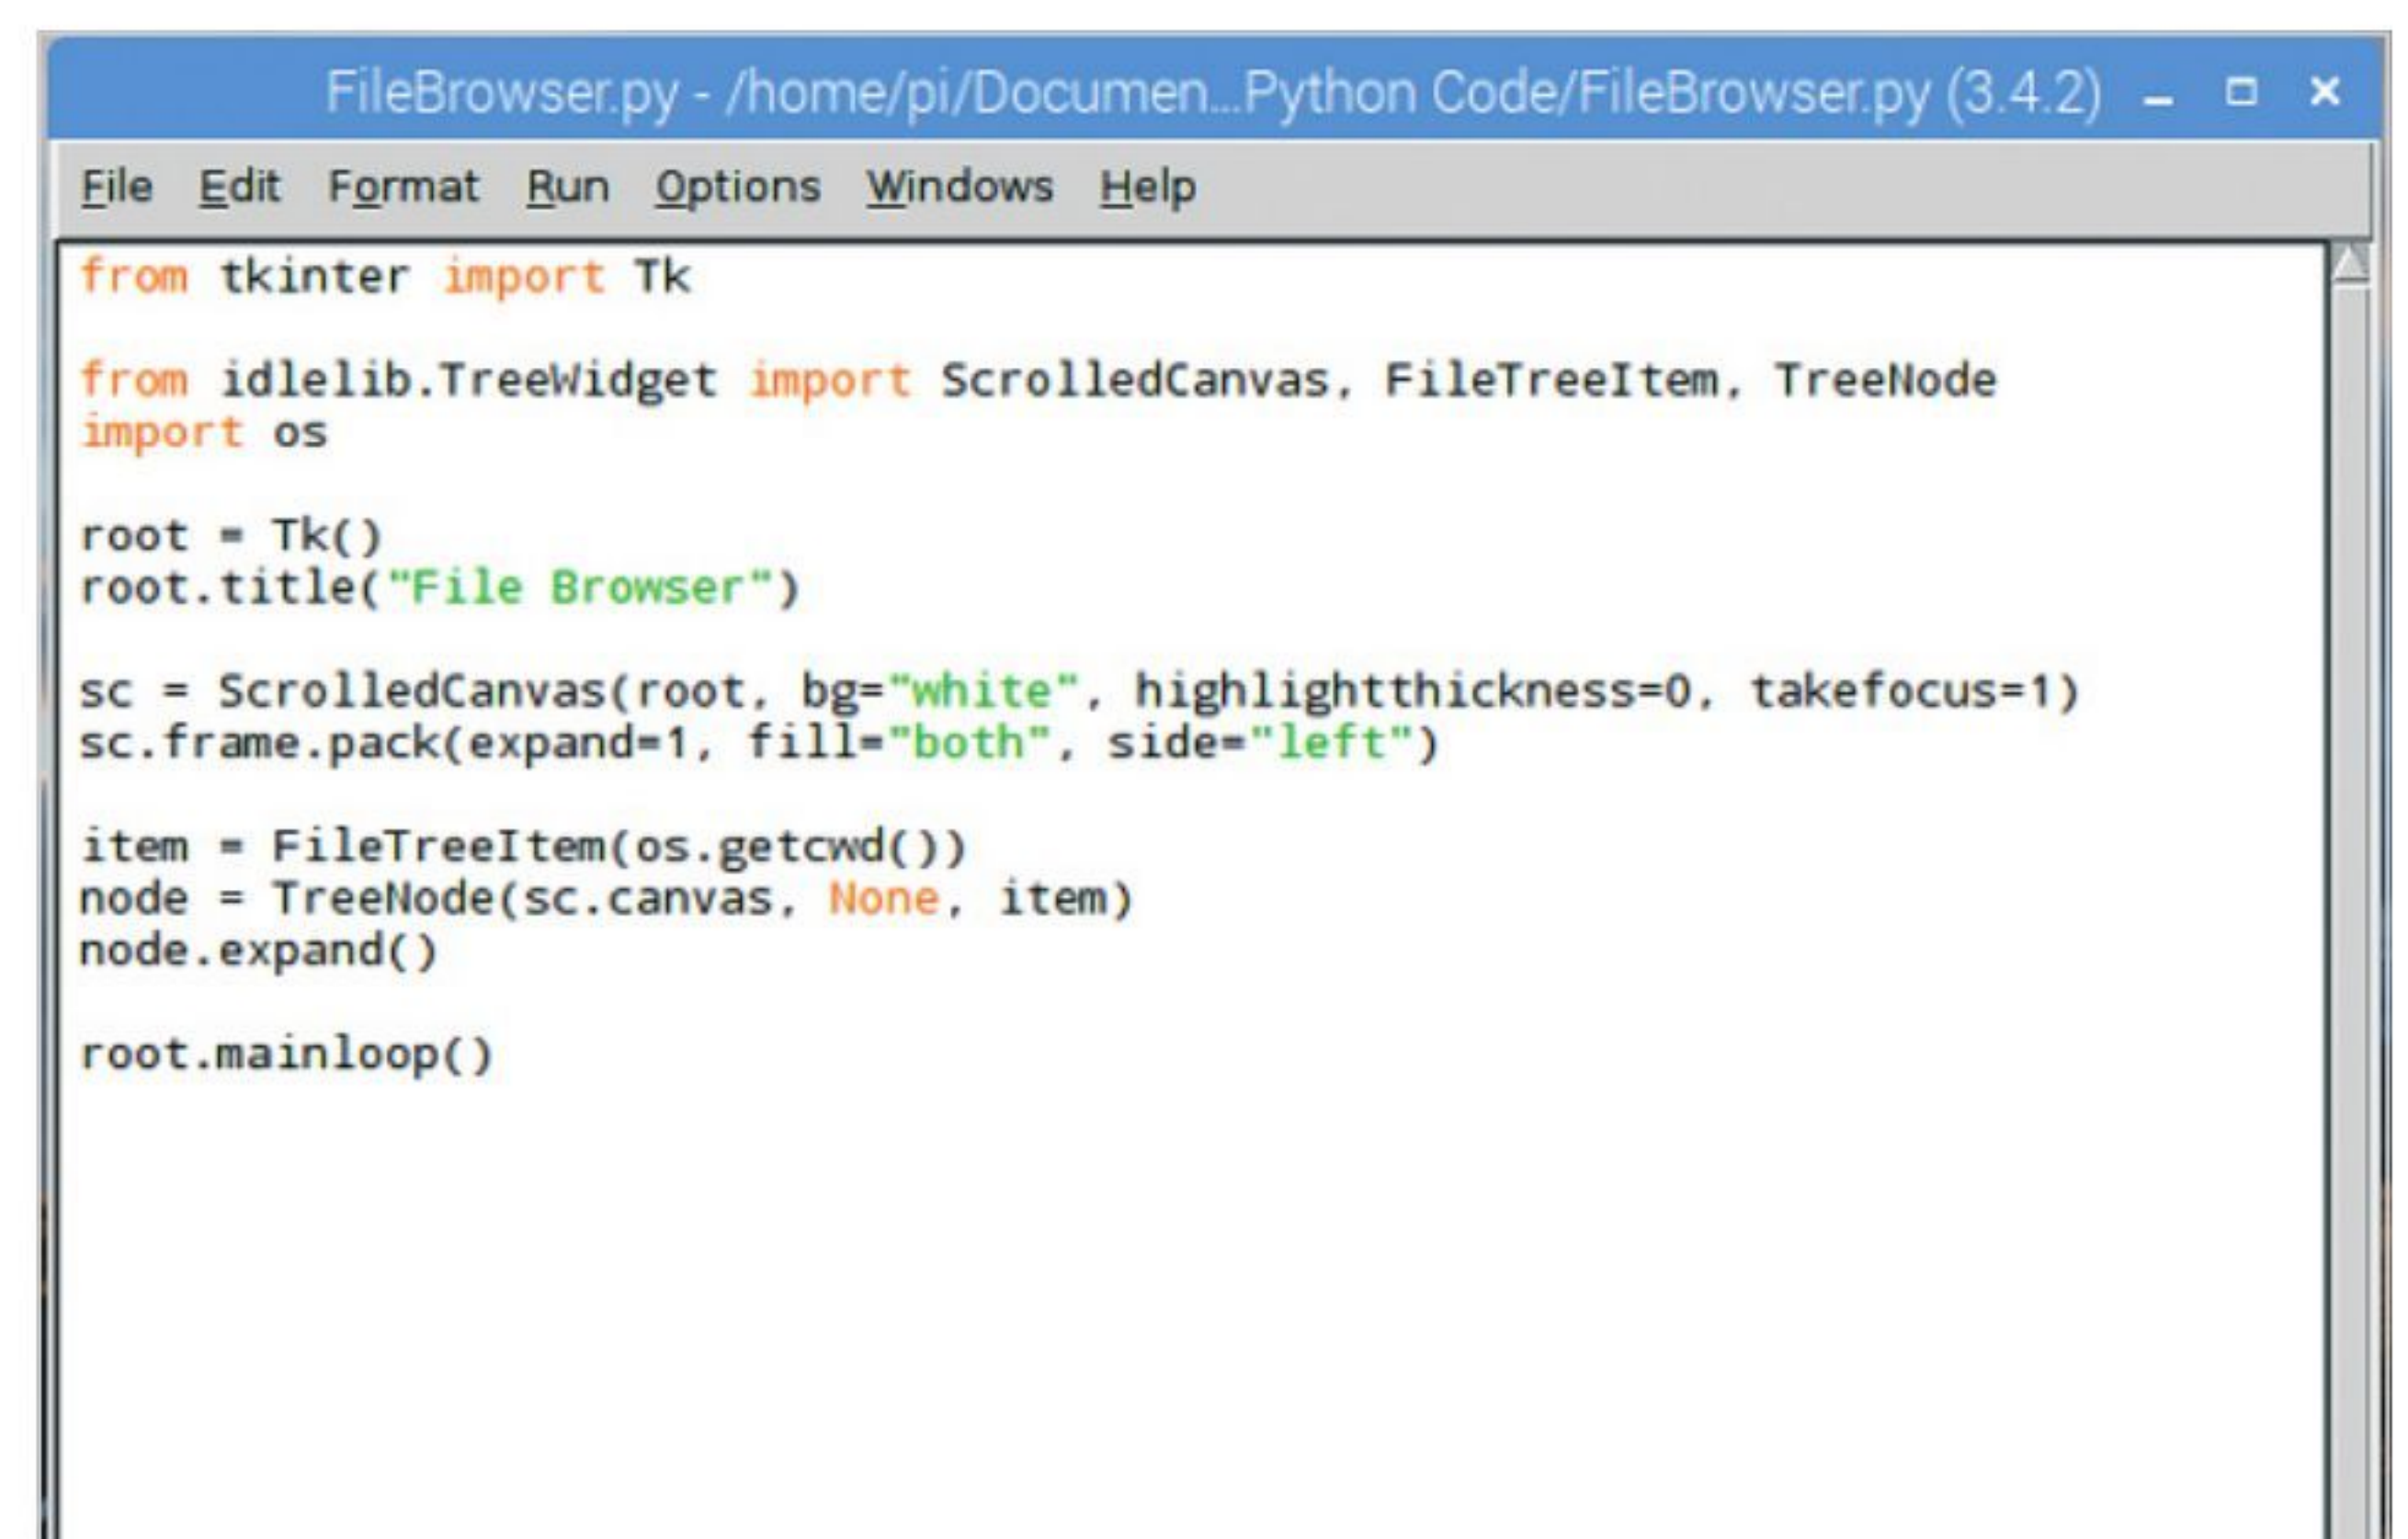 FileBrowser.py - /home/pi/Documen...Python Code/FileBrowser.py (3.4.2)
File Edit Format Run Options Windows Help
from tkinter import Tk
from idlelib.TreeWidget import ScrolledCanvas, FileTreeItem, TreeNode
import os
root = Tk()
root.title("File Browser")
sc = ScrolledCanvas(root, bg="white", highlightthickness=0, takefocus=1)
sc.frame.pack(expand=1, fill="both", side="left")
item = FileTreeItem(os.getcwd())
node = TreeNode(sc.canvas, None, item)
node.expand()
root.mainloop()